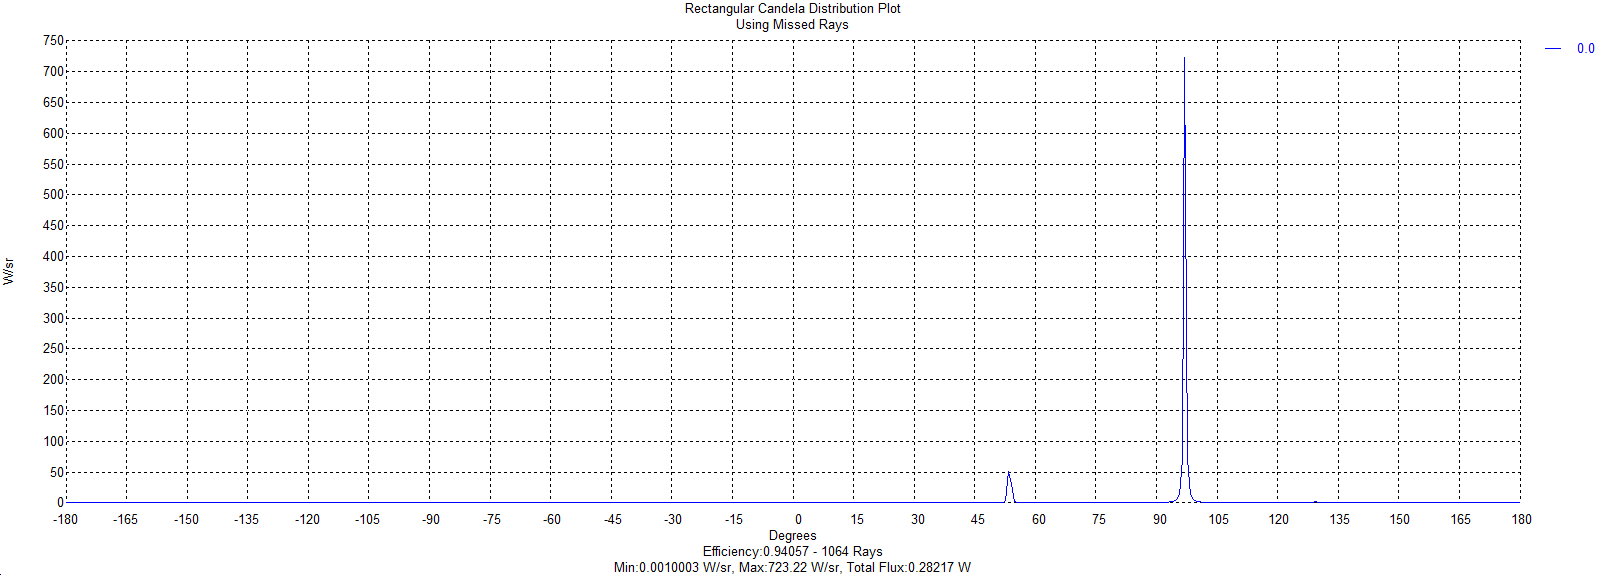 Rectangular Candela Distribution Plot
Using Missed Rays
0.0
750
700
650
600
550
500
450
400
350
300
250
200
150
100
50
0
W/sr
-180 -165 -150 -135 -120 -105 -90 -75 -60 -45 -30 -15 0 15 30 45 60 75 90 105 120 135 150 165 180
Degrees
Efficiency:0.94057 - 1064 Rays
Min:0.0010003 W/sr, Max:723.22 W/sr, Total Flux:0.28217 W